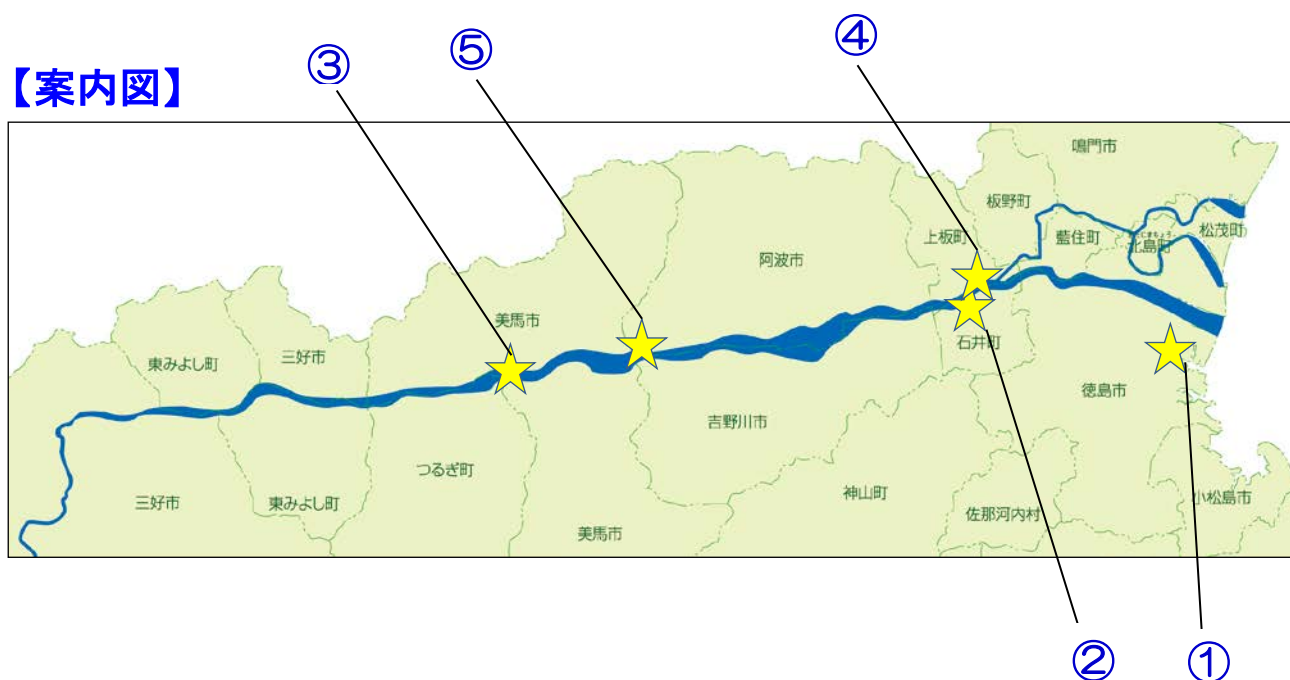 ④
⑤
③
【案内図】
鳴門市
板野町
松茂町
上板町
藍住町
北島町
阿波市
美馬市
石井町
三好市
東みよし町
徳島市
吉野川市
つるぎ町
神山町
小松島市
三好市
東みよし町
佐那河内村
美馬市
②
①